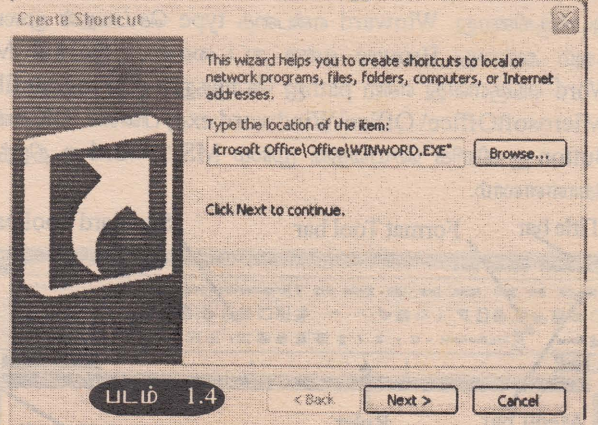 Create Shortcut
This wizard helps you to create shortcuts to local or
network programs, files, folders, computers, or Internet
addresses.
Type the location of the item:
icrosoft Office\Office\WINWORD.EXE"
Browse...
Click Next to continue.
படம் 1.4
< Back
Next >
Cancel